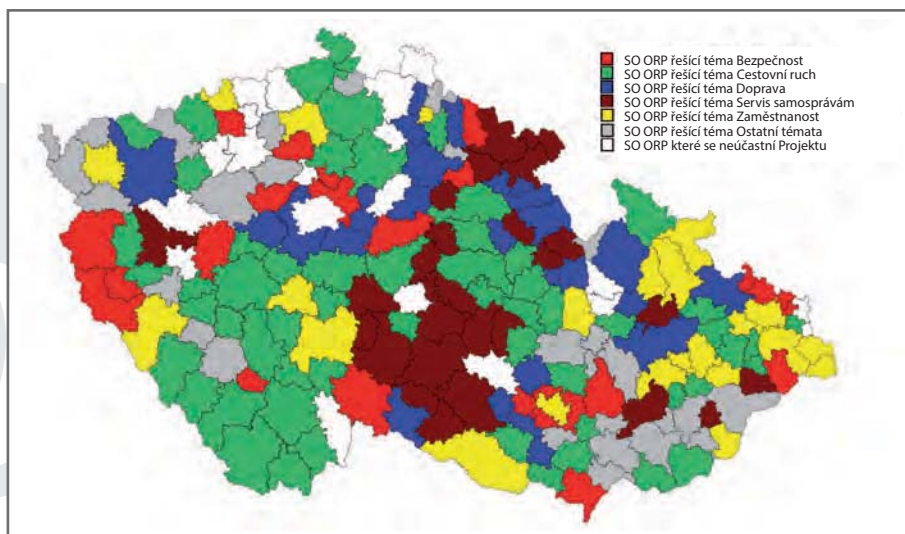 SO ORP řešící téma Bezpečnost
SO ORP řešící téma Cestovní ruch
SO ORP řešící téma Doprava
SO ORP řešící téma Servis samosprávám
SO ORP řešící téma Zaměstnanost
SO ORP řešící téma Ostatní témata
SO ORP které se neúčastní Projektu